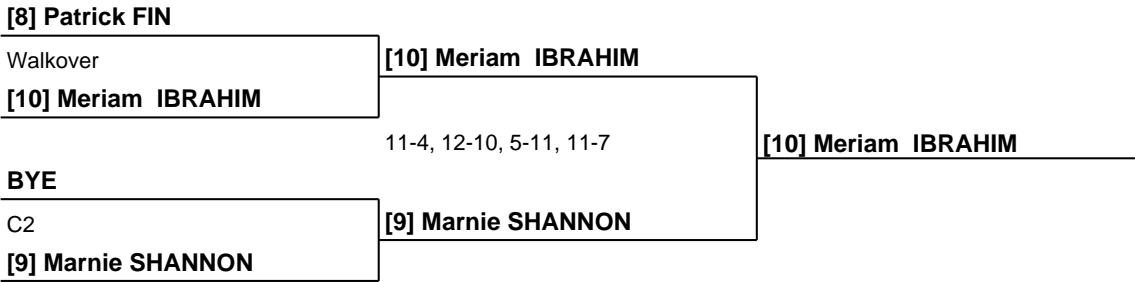 [8] Patrick FIN
Walkover
[10] Meriam IBRAHIM
[10] Meriam IBRAHIM
11-4, 12-10, 5-11, 11-7
[10] Meriam IBRAHIM
BYE
C2
[9] Marnie SHANNON
[9] Marnie SHANNON